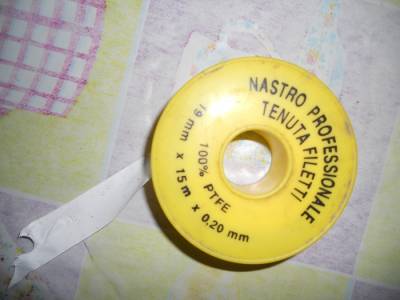 NASTRO PROFESSIONALE
TENUTA FILETTI
100% PTFE
19 mm x 15 m x 0,20 mm